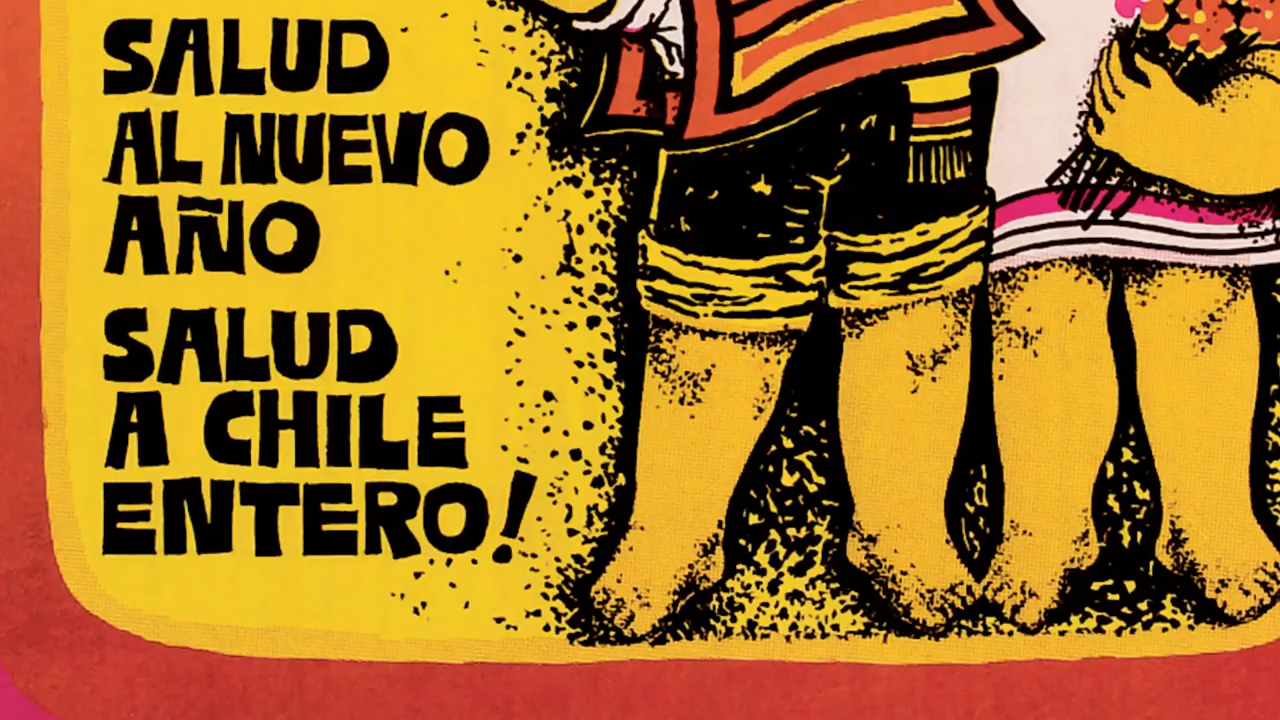 SALUD
AL NUEVO
AÑO
SALUD
A CHILE
ENTERO!